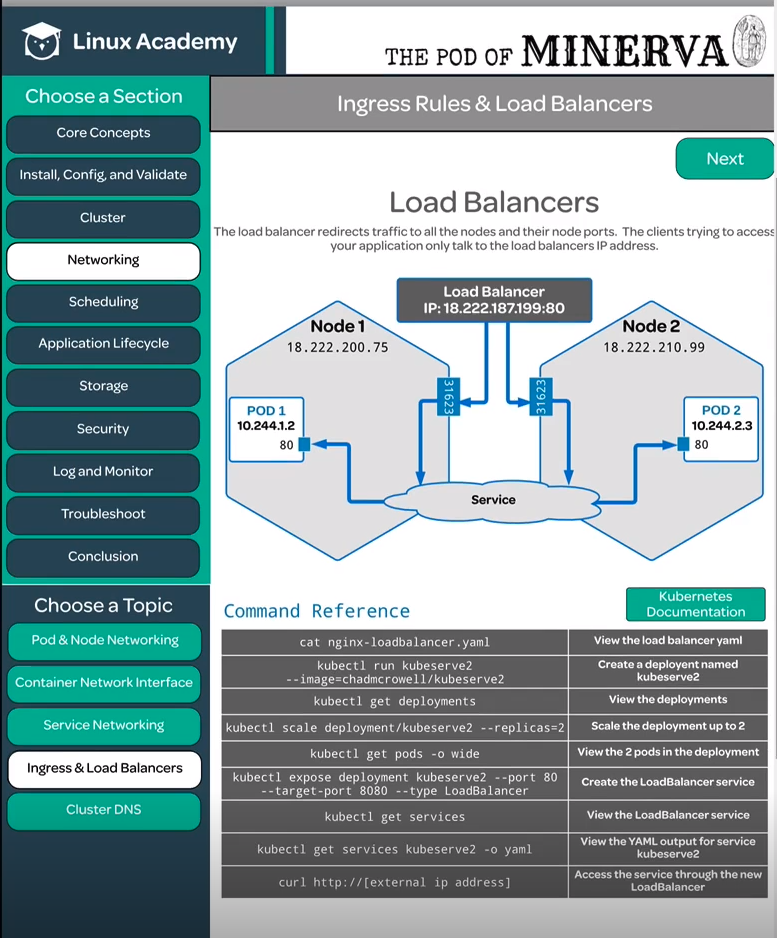 Linux Academy
THE POD OF MINERVA
Choose a Section
Core Concepts
Install, Config, and Validate
Cluster
Networking
Scheduling
Application Lifecycle
Storage
Security
Log and Monitor
Troubleshoot
Conclusion
Choose a Topic
Pod & Node Networking
Container Network Interface
Service Networking
Ingress & Load Balancers
Cluster DNS
Ingress Rules & Load Balancers
Next
Load Balancers
The load balancer redirects traffic to all the nodes and their node ports. The clients trying to access
your application only talk to the load balancers IP address.
Load Balancer
IP: 18.222.187.199:80
Node 1
18.222.200.75
Node 2
18.222.210.99
31623
31623
POD 1
10.244.1.2
80
POD 2
10.244.2.3
80
Service
Command Reference
Kubernetes
Documentation
cat nginx-loadbalancer.yaml
View the load balancer yaml
kubectl run kubeserve2
--image=chadmcrowell/kubeserve2
Create a deployent named
kubeserve2
kubectl get deployments
View the deployments
kubectl scale deployment/kubeserve2 --replicas=2
Scale the deployment up to 2
kubectl get pods -o wide
View the 2 pods in the deployment
kubectl expose deployment kubeserve2 --port 80
--target-port 8080 --type LoadBalancer
Create the LoadBalancer service
kubectl get services
View the LoadBalancer service
kubectl get services kubeserve2 -o yaml
View the YAML output for service
kubeserve2
curl http://[external ip address]
Access the service through the new
LoadBalancer